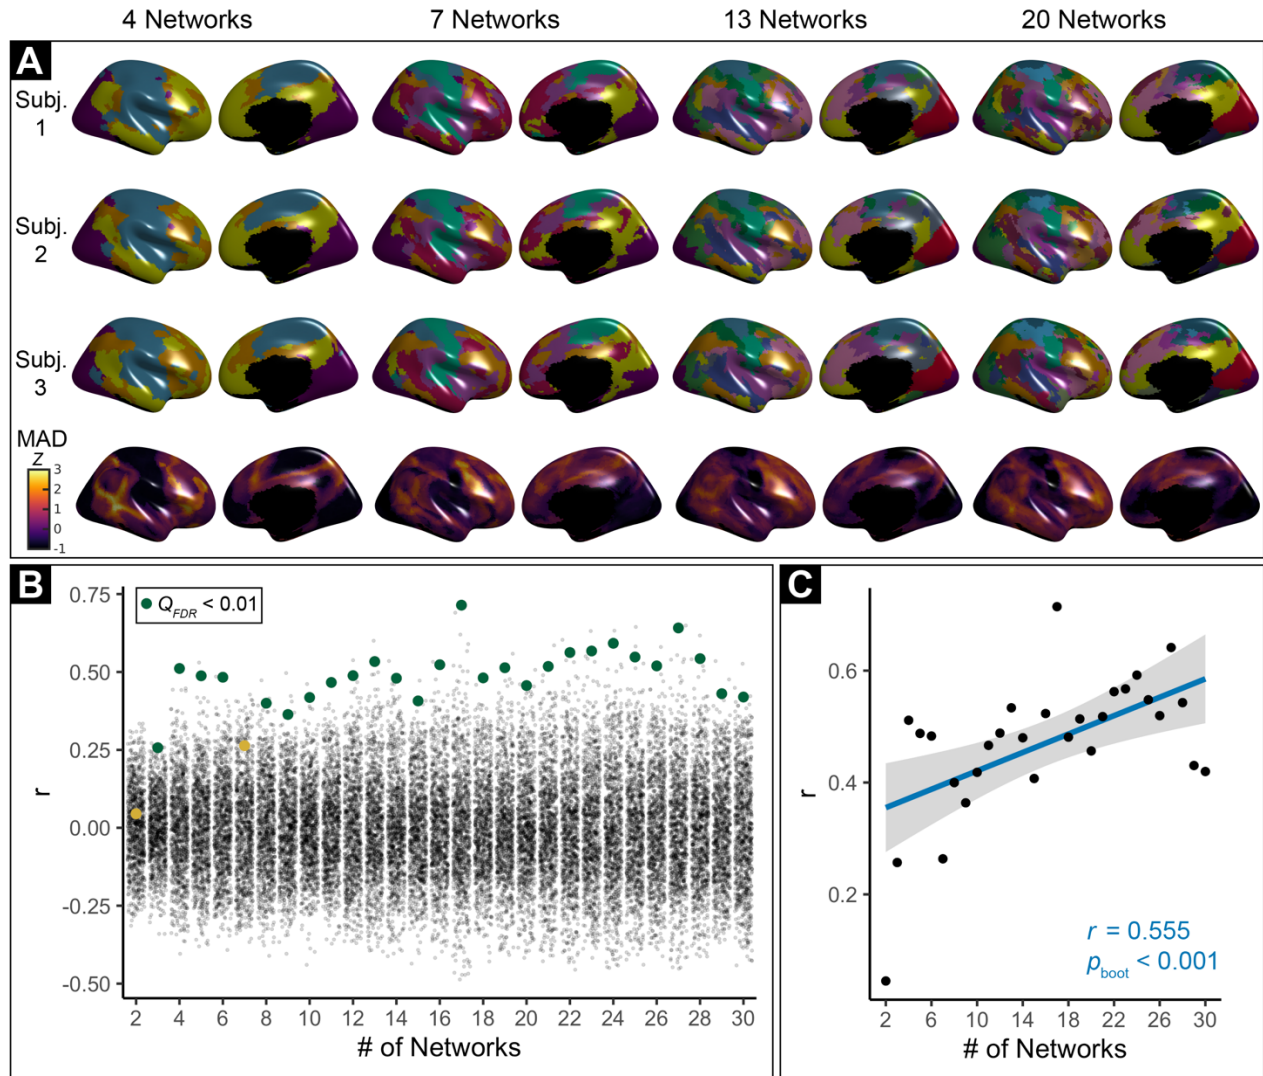 4 Networks 7 Networks 13 Networks 20 Networks
A
Subj.
1
Subj.
2
Subj.
3
MAD
Z
3
2
1
0
-1
B
Q_FDR < 0.01
0.75
0.50
0.25
0.00
-0.25
-0.50
r
2 4 6 8 10 12 14 16 18 20 22 24 26 28 30
# of Networks
C
0.6
0.4
0.2
r
r = 0.555
p_boot < 0.001
2 6 10 14 18 22 26 30
# of Networks